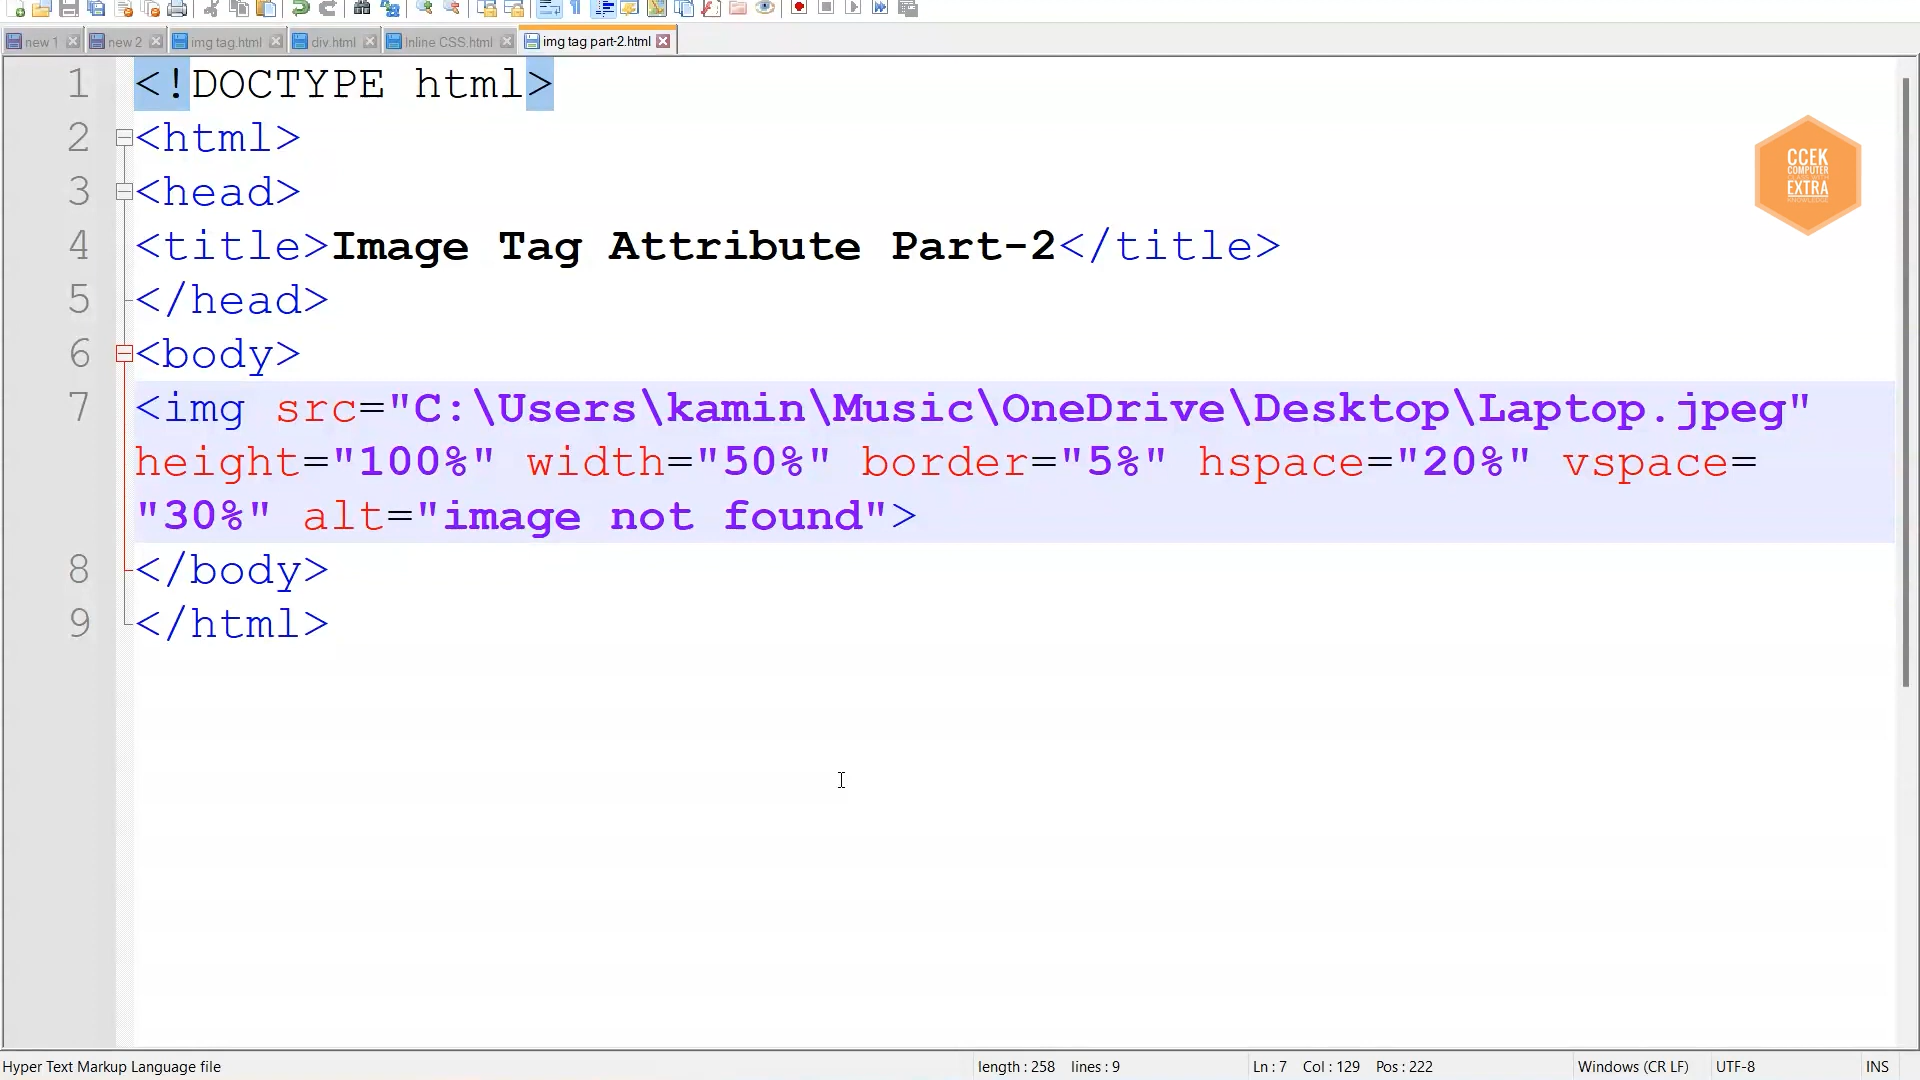 new 1 new 2 img tag.html div.html Inline CSS.html img tag part-2.html
1 <!DOCTYPE html>
2 <html>
3 <head>
4 <title>Image Tag Attribute Part-2</title>
5 </head>
6 <body>
7 <img src="C:\Users\kamin\Music\OneDrive\Desktop\Laptop.jpeg"
height="100%" width="50%" border="5%" hspace="20%" vspace=
"30%" alt="image not found">
8 </body>
9 </html>
CCEK
COMPUTER
EXTRA
KNOWLEDGE
Hyper Text Markup Language file length : 258 lines : 9 Ln : 7 Col : 129 Pos : 222 Windows (CR LF) UTF-8 INS